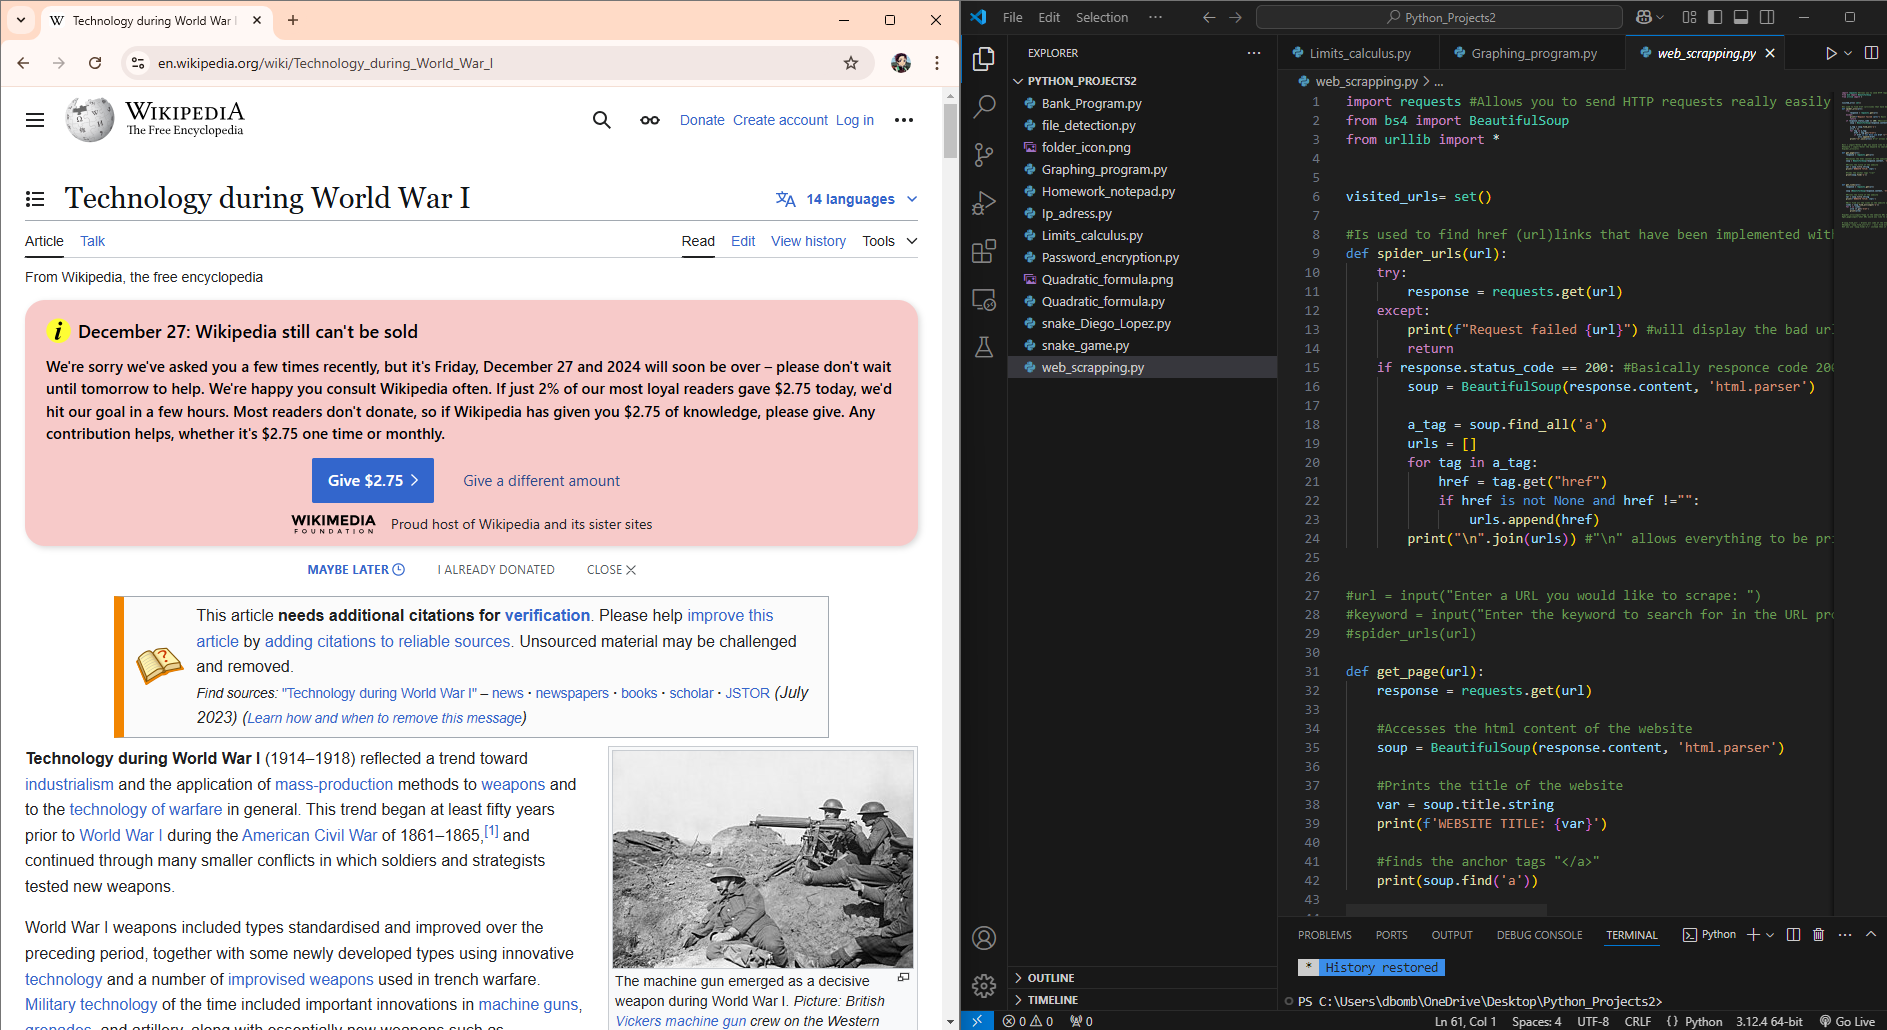 Technology during World War I
en.wikipedia.org/wiki/Technology_during_World_War_I
WIKIPEDIA
The Free Encyclopedia
Donate Create account Log in
Technology during World War I
14 languages
Article Talk
Read Edit View history Tools
From Wikipedia, the free encyclopedia
December 27: Wikipedia still can't be sold
We're sorry we've asked you a few times recently, but it's Friday, December 27 and 2024 will soon be over – please don't wait
until tomorrow to help. We're happy you consult Wikipedia often. If just 2% of our most loyal readers gave $2.75 today, we'd
hit our goal in a few hours. Most readers don't donate, so if Wikipedia has given you $2.75 of knowledge, please give. Any
contribution helps, whether it's $2.75 one time or monthly.
Give $2.75
Give a different amount
WIKIMEDIA
FOUNDATION
Proud host of Wikipedia and its sister sites
MAYBE LATER
I ALREADY DONATED
CLOSE
This article needs additional citations for verification. Please help improve this
article by adding citations to reliable sources. Unsourced material may be challenged
and removed.
Find sources: "Technology during World War I" – news · newspapers · books · scholar · JSTOR (July
2023) (Learn how and when to remove this message)
Technology during World War I (1914–1918) reflected a trend toward
industrialism and the application of mass-production methods to weapons and
to the technology of warfare in general. This trend began at least fifty years
prior to World War I during the American Civil War of 1861–1865,[1] and
continued through many smaller conflicts in which soldiers and strategists
tested new weapons.
World War I weapons included types standardised and improved over the
preceding period, together with some newly developed types using innovative
technology and a number of improvised weapons used in trench warfare.
Military technology of the time included important innovations in machine guns,
grenades, and artillery, along with essentially new weapons such as
The machine gun emerged as a decisive
weapon during World War I. Picture: British
Vickers machine gun crew on the Western
File Edit Selection ···
Python_Projects2
EXPLORER
PYTHON_PROJECTS2
Bank_Program.py
file_detection.py
folder_icon.png
Graphing_program.py
Homework_notepad.py
Ip_adress.py
Limits_calculus.py
Password_encryption.py
Quadratic_formula.png
Quadratic_formula.py
snake_Diego_Lopez.py
snake_game.py
web_scrapping.py
OUTLINE
TIMELINE
Limits_calculus.py
Graphing_program.py
web_scrapping.py
web_scrapping.py > ...
1 import requests #Allows you to send HTTP requests really easily
2 from bs4 import BeautifulSoup
3 from urllib import *
4
5
6 visited_urls= set()
7
8 #Is used to find href (url)links that have been implemented wit
9 def spider_urls(url):
10 try:
11 response = requests.get(url)
12 except:
13 print(f"Request failed {url}") #will display the bad ur
14 return
15 if response.status_code == 200: #Basically responce code 20
16 soup = BeautifulSoup(response.content, 'html.parser')
17
18 a_tag = soup.find_all('a')
19 urls = []
20 for tag in a_tag:
21 href = tag.get("href")
22 if href is not None and href !="":
23 urls.append(href)
24 print("\n".join(urls)) #"\n" allows everything to be pr
25
26
27 #url = input("Enter a URL you would like to scrape: ")
28 #keyword = input("Enter the keyword to search for in the URL pr
29 #spider_urls(url)
30
31 def get_page(url):
32 response = requests.get(url)
33
34 #Accesses the html content of the website
35 soup = BeautifulSoup(response.content, 'html.parser')
36
37 #Prints the title of the website
38 var = soup.title.string
39 print(f'WEBSITE TITLE: {var}')
40
41 #finds the anchor tags "</a>"
42 print(soup.find('a'))
43
PROBLEMS PORTS OUTPUT DEBUG CONSOLE TERMINAL
Python
* History restored
PS C:\Users\dbomb\OneDrive\Desktop\Python_Projects2>
0 0 0
Ln 61, Col 1 Spaces: 4 UTF-8 CRLF {} Python 3.12.4 64-bit Go Live